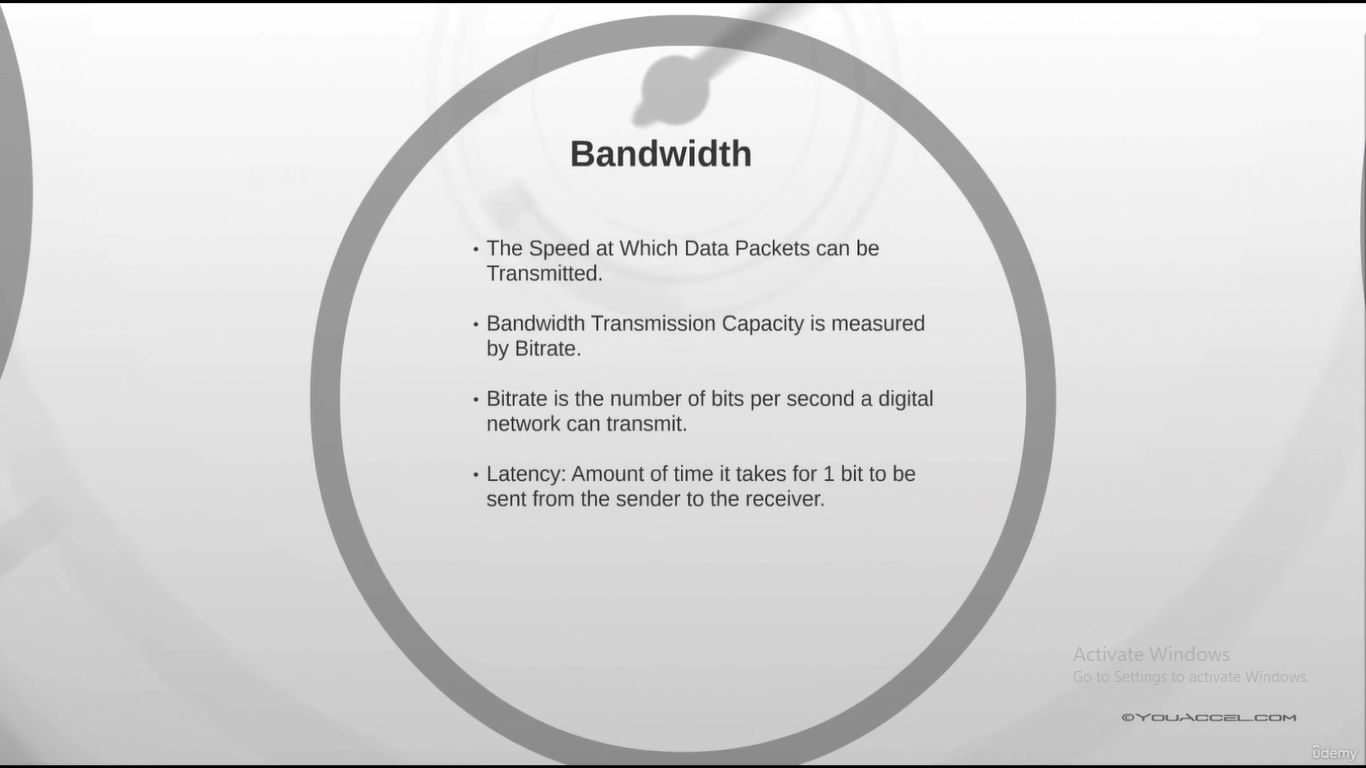 Bandwidth
• The Speed at Which Data Packets can be
Transmitted.
• Bandwidth Transmission Capacity is measured
by Bitrate.
• Bitrate is the number of bits per second a digital
network can transmit.
• Latency: Amount of time it takes for 1 bit to be
sent from the sender to the receiver.
Activate Windows
Go to Settings to activate Windows.
©YOUACCEL.COM
ûdemy